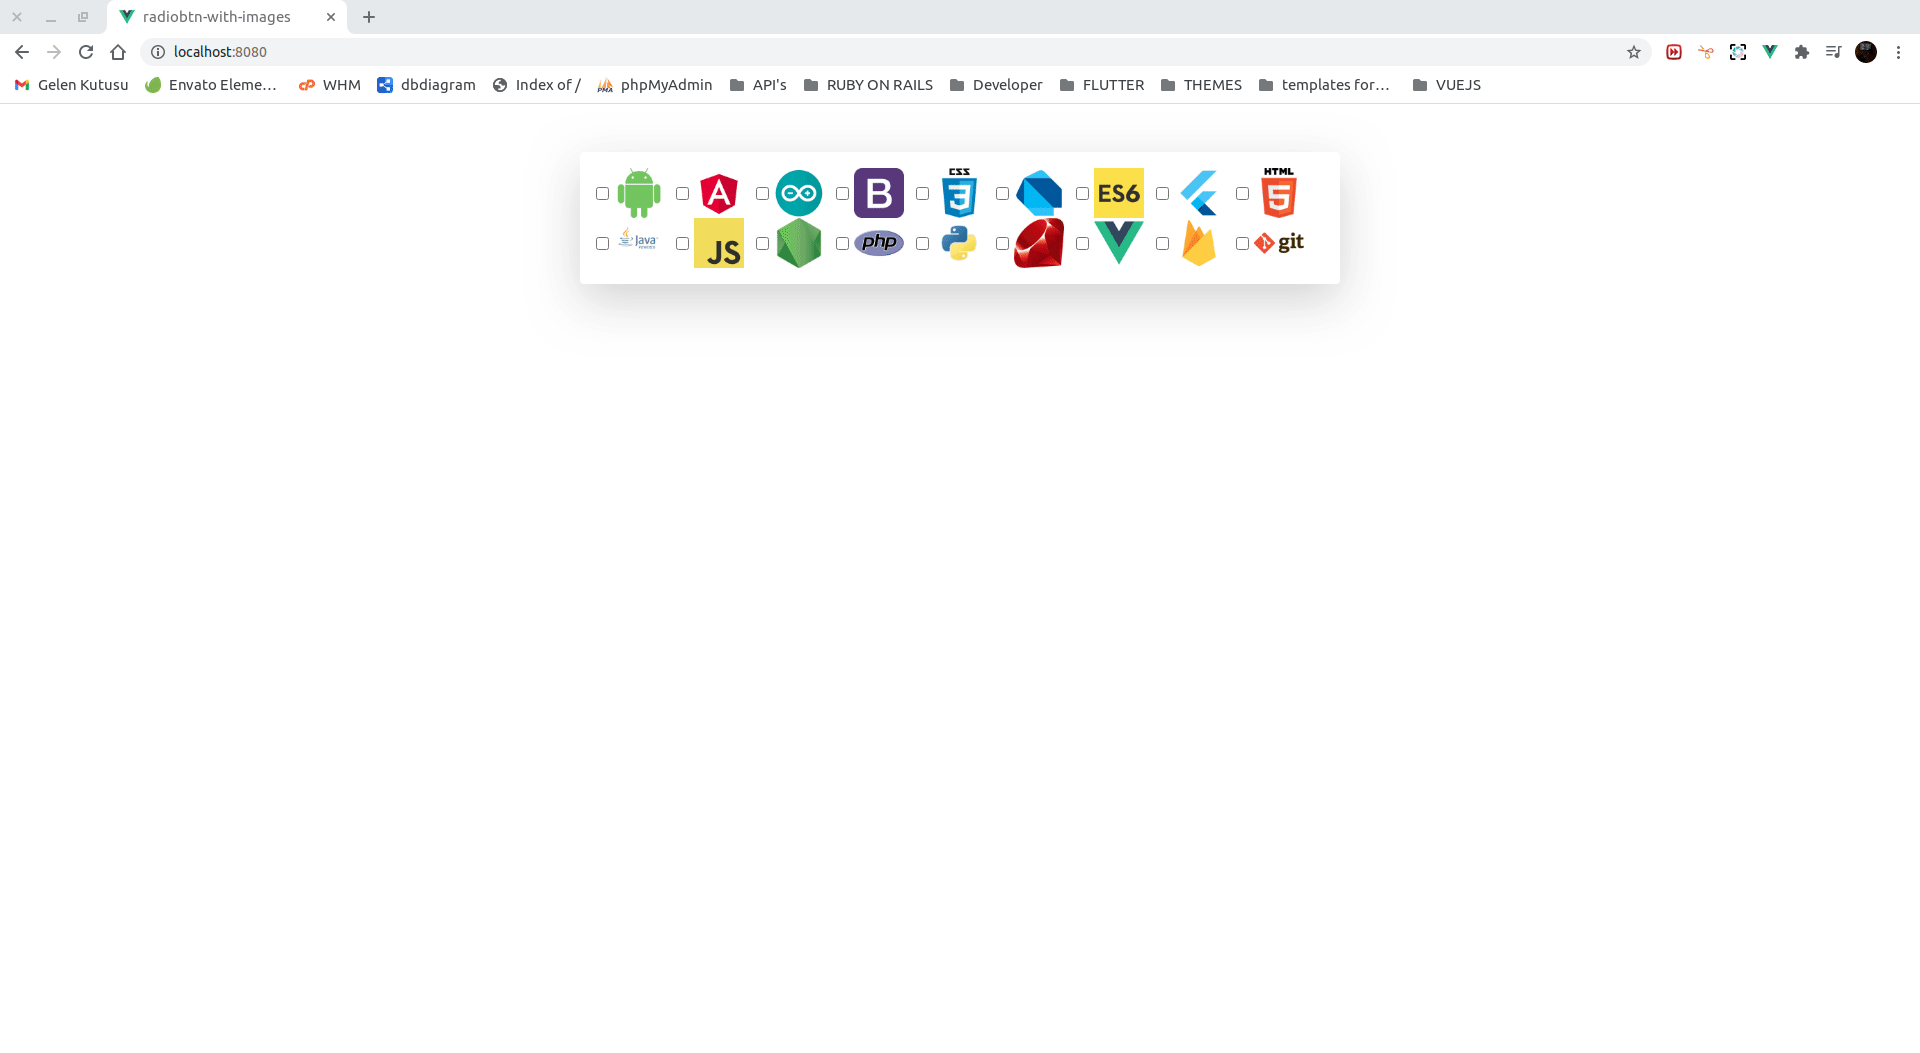 radiobtn-with-images
localhost:8080
Gelen Kutusu Envato Eleme… WHM dbdiagram Index of / phpMyAdmin API's RUBY ON RAILS Developer FLUTTER THEMES templates for… VUEJS
A B CSS 3 ES6 HTML 5
Java JS php git